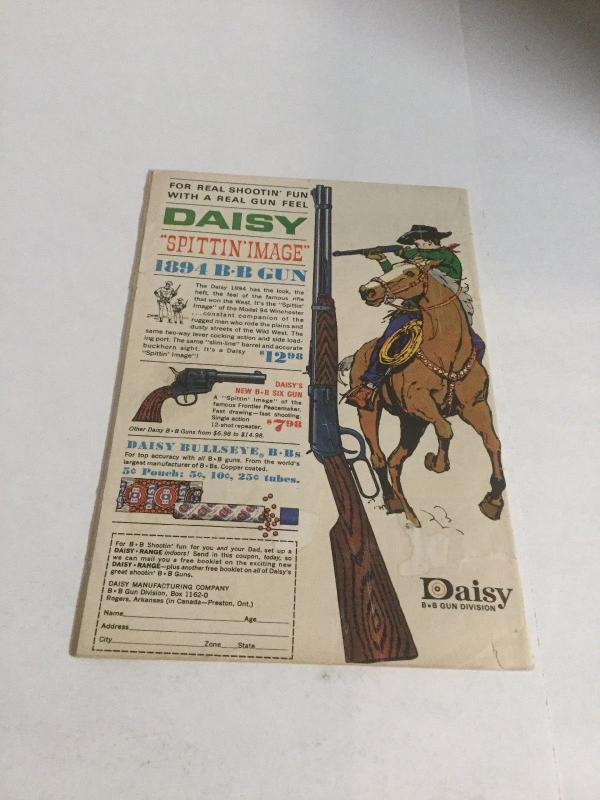 FOR REAL SHOOTIN' FUN
WITH A REAL GUN FEEL
DAISY
"SPITTIN' IMAGE"
1894 B•B GUN
The Daisy 1894 has the look, the
heft, the feel of the famous rifle
that won the West. It's the "Spittin'
Image" of the Model 94 Winchester
. . . constant companion of the
rugged men who rode the plains and
dusty streets of the Wild West. The
same two-way lever cocking action and side load-
ing port. The same "slim-line" barrel and accurate
buckhorn sight. It's a Daisy
"Spittin' Image"!
$1298
DAISY'S
NEW B•B SIX GUN
A "Spittin' Image" of the
famous Frontier Peacemaker.
Fast drawing—fast shooting.
Single action
12-shot repeater.
$798
Other Daisy B•B Guns from $6.98 to $14.98.
DAISY BULLSEYE, B•Bs
For top accuracy with all B•B guns. From the world's
largest manufacturer of B•Bs. Copper coated.
5¢ Pouch: 5¢, 10¢, 25¢ tubes.
For B•B Shootin' fun for you and your Dad, set up a
DAISY•RANGE indoors! Send in this coupon, today, so
we can mail you a free booklet on the exciting new
DAISY•RANGE—plus another free booklet on all of Daisy's
great shootin' B•B Guns.
DAISY MANUFACTURING COMPANY
B•B Gun Division, Box 1162-O
Rogers, Arkansas (in Canada—Preston, Ont.)
Name Age
Address
City Zone State
Daisy
B•B GUN DIVISION